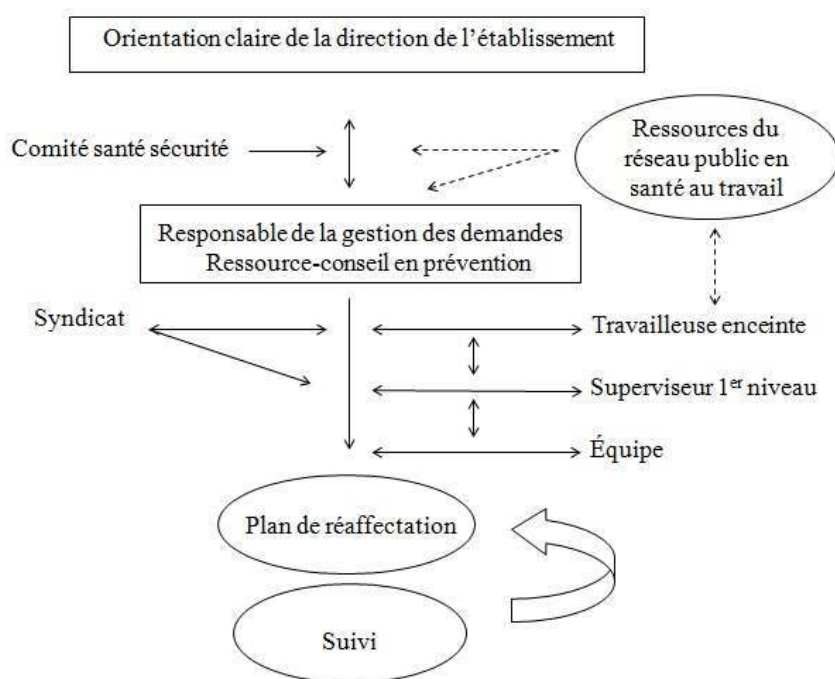 Orientation claire de la direction de l’établissement
Comité santé sécurité
Ressources du
réseau public en
santé au travail
Responsable de la gestion des demandes
Ressource-conseil en prévention
Syndicat
Travailleuse enceinte
Superviseur 1er niveau
Équipe
Plan de réaffectation
Suivi